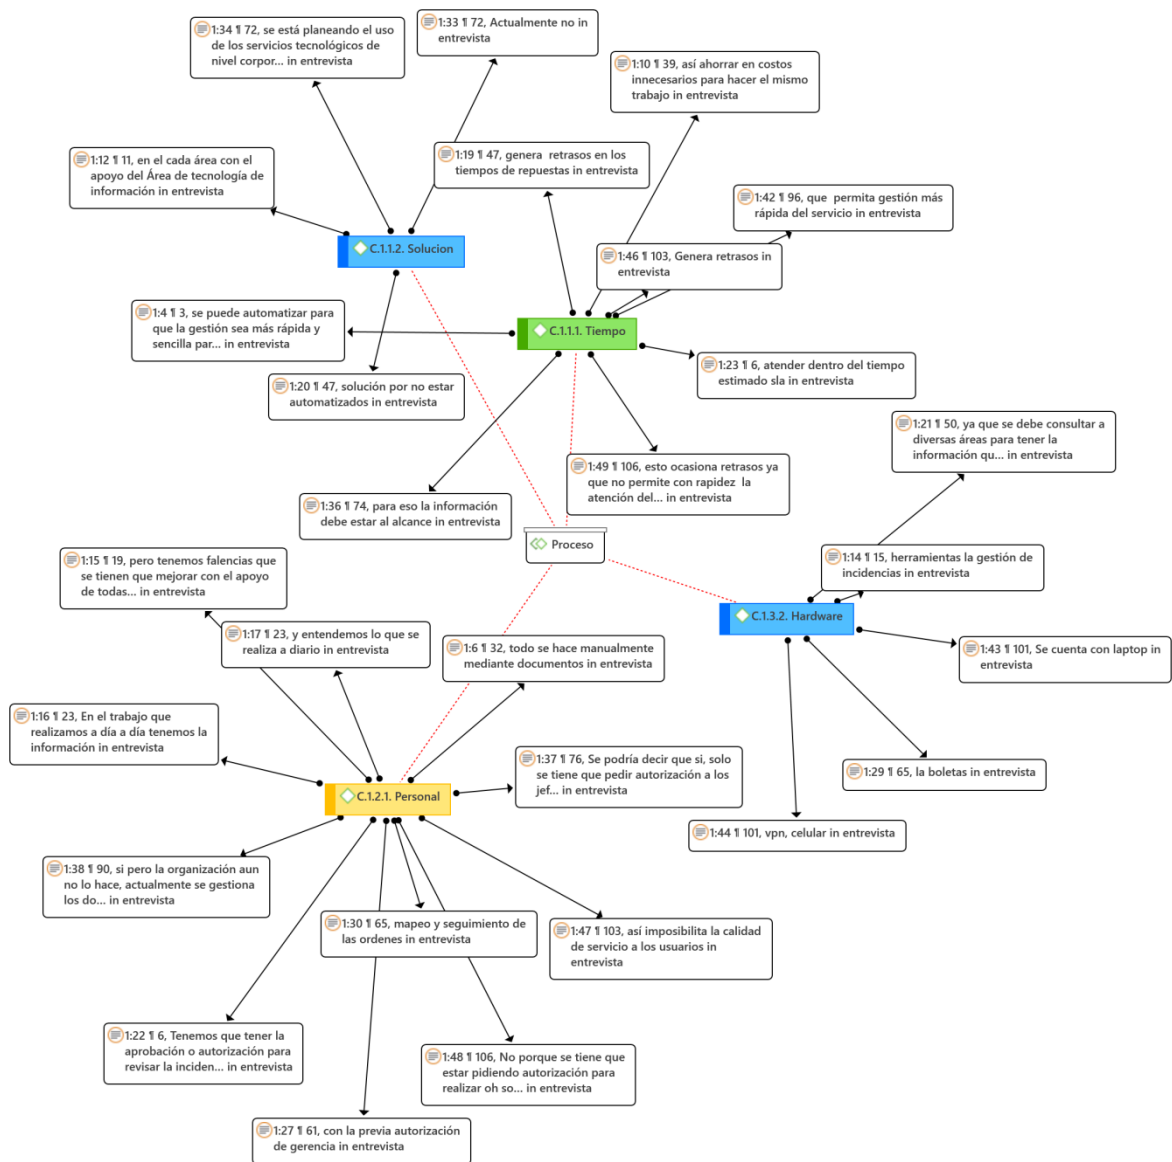 1:34 ¶ 72, se está planeando el uso
de los servicios tecnológicos de
nivel corpor... in entrevista
1:33 ¶ 72, Actualmente no in
entrevista
1:10 ¶ 39, así ahorrar en costos
innecesarios para hacer el mismo
trabajo in entrevista
1:12 ¶ 11, en el cada área con el
apoyo del Área de tecnología de
información in entrevista
1:19 ¶ 47, genera  retrasos en los
tiempos de repuestas in entrevista
1:42 ¶ 96, que  permita gestión más
rápida del servicio in entrevista
C.1.1.2. Solucion
1:46 ¶ 103, Genera retrasos in
entrevista
1:4 ¶ 3, se puede automatizar para
que la gestión sea más rápida y
sencilla par... in entrevista
C.1.1.1. Tiempo
1:23 ¶ 6, atender dentro del tiempo
estimado sla in entrevista
1:20 ¶ 47, solución por no estar
automatizados in entrevista
1:21 ¶ 50, ya que se debe consultar a
diversas áreas para tener la
información qu... in entrevista
1:49 ¶ 106, esto ocasiona retrasos ya
que no permite con rapidez  la
atención del... in entrevista
1:36 ¶ 74, para eso la información
debe estar al alcance in entrevista
Proceso
1:15 ¶ 19, pero tenemos falencias que
se tienen que mejorar con el apoyo
de todas... in entrevista
1:14 ¶ 15, herramientas la gestión de
incidencias in entrevista
C.1.3.2. Hardware
1:17 ¶ 23, y entendemos lo que se
realiza a diario in entrevista
1:6 ¶ 32, todo se hace manualmente
mediante documentos in entrevista
1:43 ¶ 101, Se cuenta con laptop in
entrevista
1:16 ¶ 23, En el trabajo que
realizamos a día a día tenemos la
información in entrevista
1:37 ¶ 76, Se podría decir que si, solo
se tiene que pedir autorización a los
jef... in entrevista
1:29 ¶ 65, la boletas in entrevista
C.1.2.1. Personal
1:44 ¶ 101, vpn, celular in entrevista
1:38 ¶ 90, si pero la organización aun
no lo hace, actualmente se gestiona
los do... in entrevista
1:30 ¶ 65, mapeo y seguimiento de
las ordenes in entrevista
1:47 ¶ 103, así imposibilita la calidad
de servicio a los usuarios in
entrevista
1:22 ¶ 6, Tenemos que tener la
aprobación o autorización para
revisar la inciden... in entrevista
1:48 ¶ 106, No porque se tiene que
estar pidiendo autorización para
realizar oh so... in entrevista
1:27 ¶ 61, con la previa autorización
de gerencia in entrevista